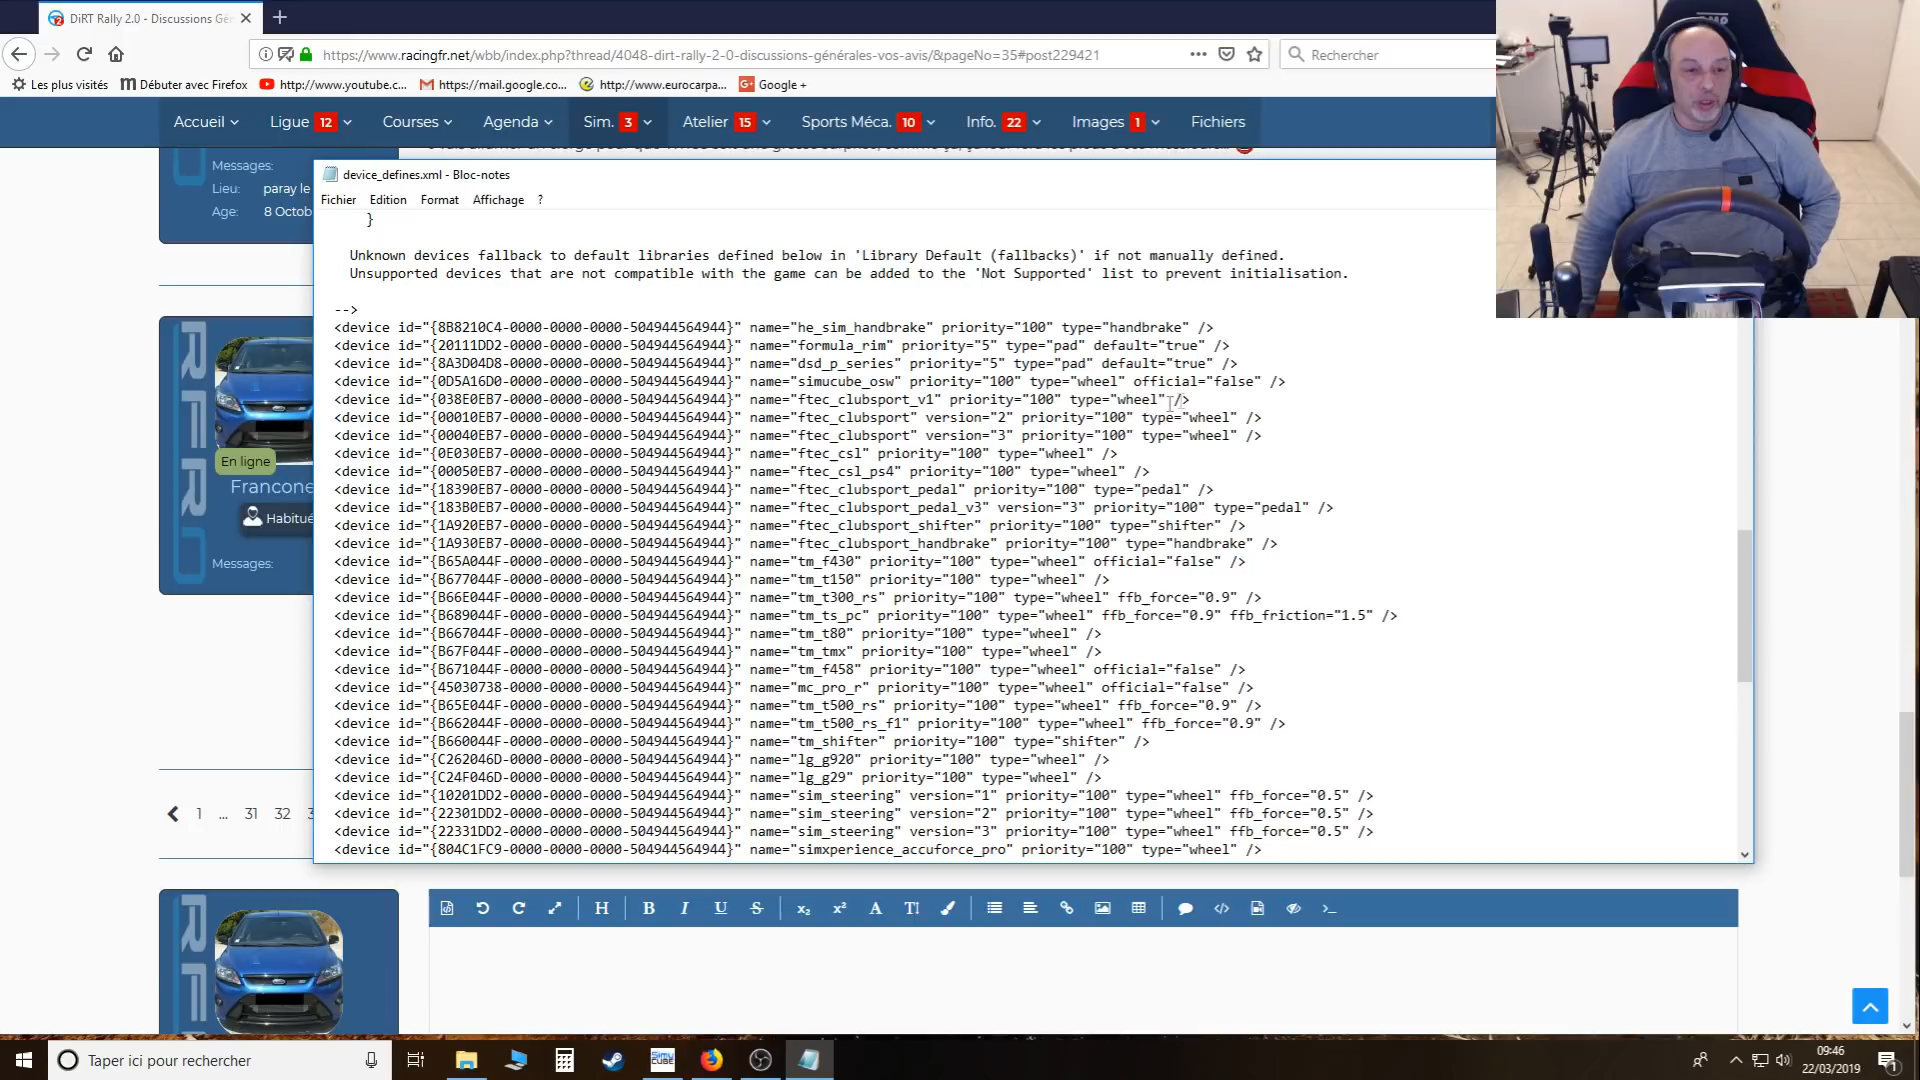 DiRT Rally 2.0 - Discussions Gé
https://www.racingfr.net/wbb/index.php?thread/4048-dirt-rally-2-0-discussions-générales-vos-avis/&pageNo=35#post229421
Rechercher
Les plus visités
Débuter avec Firefox
http://www.youtube.c...
https://mail.google.co...
http://www.eurocarpa...
Google +
Accueil
Ligue 12
Courses
Agenda
Sim. 3
Atelier 15
Sports Méca. 10
Info. 22
Images 1
Fichiers
Messages:
Lieu: paray le
Age: 8 Octob
device_defines.xml - Bloc-notes
Fichier Edition Format Affichage ?
}
Unknown devices fallback to default libraries defined below in 'Library Default (fallbacks)' if not manually defined.
Unsupported devices that are not compatible with the game can be added to the 'Not Supported' list to prevent initialisation.
-->
<device id="{8B8210C4-0000-0000-0000-504944564944}" name="he_sim_handbrake" priority="100" type="handbrake" />
<device id="{20111DD2-0000-0000-0000-504944564944}" name="formula_rim" priority="5" type="pad" default="true" />
<device id="{8A3D04D8-0000-0000-0000-504944564944}" name="dsd_p_series" priority="5" type="pad" default="true" />
<device id="{0D5A16D0-0000-0000-0000-504944564944}" name="simucube_osw" priority="100" type="wheel" official="false" />
<device id="{038E0EB7-0000-0000-0000-504944564944}" name="ftec_clubsport_v1" priority="100" type="wheel" />
<device id="{00010EB7-0000-0000-0000-504944564944}" name="ftec_clubsport" version="2" priority="100" type="wheel" />
<device id="{00040EB7-0000-0000-0000-504944564944}" name="ftec_clubsport" version="3" priority="100" type="wheel" />
<device id="{0E030EB7-0000-0000-0000-504944564944}" name="ftec_csl" priority="100" type="wheel" />
<device id="{00050EB7-0000-0000-0000-504944564944}" name="ftec_csl_ps4" priority="100" type="wheel" />
<device id="{18390EB7-0000-0000-0000-504944564944}" name="ftec_clubsport_pedal" priority="100" type="pedal" />
<device id="{183B0EB7-0000-0000-0000-504944564944}" name="ftec_clubsport_pedal_v3" version="3" priority="100" type="pedal" />
<device id="{1A920EB7-0000-0000-0000-504944564944}" name="ftec_clubsport_shifter" priority="100" type="shifter" />
<device id="{1A930EB7-0000-0000-0000-504944564944}" name="ftec_clubsport_handbrake" priority="100" type="handbrake" />
<device id="{B65A044F-0000-0000-0000-504944564944}" name="tm_f430" priority="100" type="wheel" official="false" />
<device id="{B677044F-0000-0000-0000-504944564944}" name="tm_t150" priority="100" type="wheel" />
<device id="{B66E044F-0000-0000-0000-504944564944}" name="tm_t300_rs" priority="100" type="wheel" ffb_force="0.9" />
<device id="{B689044F-0000-0000-0000-504944564944}" name="tm_ts_pc" priority="100" type="wheel" ffb_force="0.9" ffb_friction="1.5" />
<device id="{B667044F-0000-0000-0000-504944564944}" name="tm_t80" priority="100" type="wheel" />
<device id="{B67F044F-0000-0000-0000-504944564944}" name="tm_tmx" priority="100" type="wheel" />
<device id="{B671044F-0000-0000-0000-504944564944}" name="tm_f458" priority="100" type="wheel" official="false" />
<device id="{45030738-0000-0000-0000-504944564944}" name="mc_pro_r" priority="100" type="wheel" official="false" />
<device id="{B65E044F-0000-0000-0000-504944564944}" name="tm_t500_rs" priority="100" type="wheel" ffb_force="0.9" />
<device id="{B662044F-0000-0000-0000-504944564944}" name="tm_t500_rs_f1" priority="100" type="wheel" ffb_force="0.9" />
<device id="{B660044F-0000-0000-0000-504944564944}" name="tm_shifter" priority="100" type="shifter" />
<device id="{C262046D-0000-0000-0000-504944564944}" name="lg_g920" priority="100" type="wheel" />
<device id="{C24F046D-0000-0000-0000-504944564944}" name="lg_g29" priority="100" type="wheel" />
<device id="{10201DD2-0000-0000-0000-504944564944}" name="sim_steering" version="1" priority="100" type="wheel" ffb_force="0.5" />
<device id="{22301DD2-0000-0000-0000-504944564944}" name="sim_steering" version="2" priority="100" type="wheel" ffb_force="0.5" />
<device id="{22331DD2-0000-0000-0000-504944564944}" name="sim_steering" version="3" priority="100" type="wheel" ffb_force="0.5" />
<device id="{804C1FC9-0000-0000-0000-504944564944}" name="simxperience_accuforce_pro" priority="100" type="wheel" />
En ligne
Francone
Habitué
Messages:
1 ... 31 32
Taper ici pour rechercher
09:46
22/03/2019